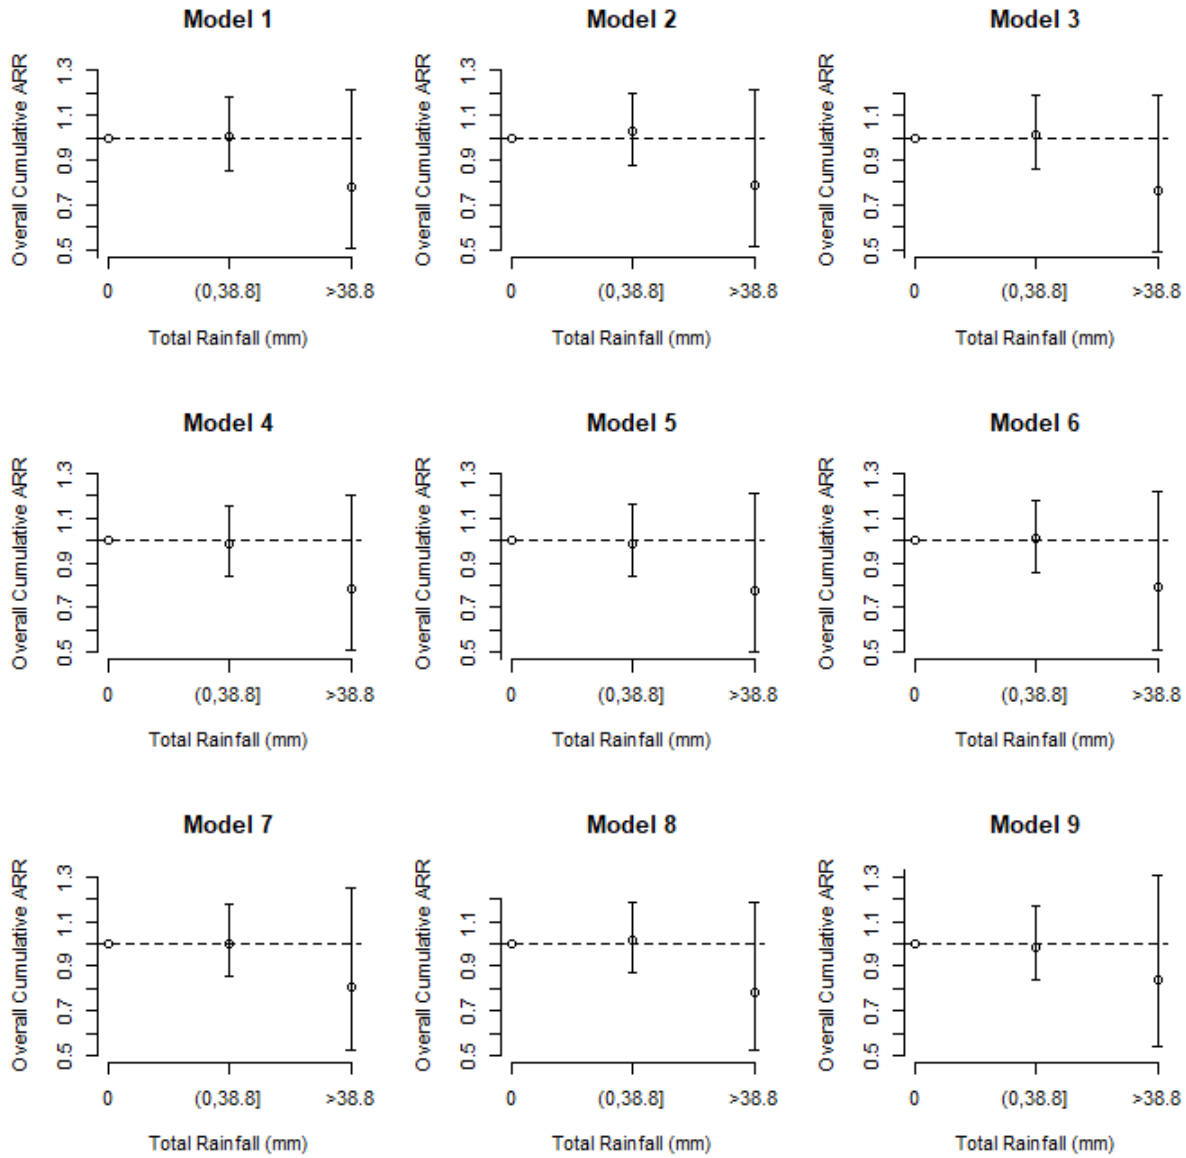 Model 1
Overall Cumulative ARR
0.5 0.7 0.9 1.1 1.3
0 (0,38.8] >38.8
Total Rainfall (mm)
Model 2
Overall Cumulative ARR
0.5 0.7 0.9 1.1 1.3
0 (0,38.8] >38.8
Total Rainfall (mm)
Model 3
Overall Cumulative ARR
0.5 0.7 0.9 1.1
0 (0,38.8] >38.8
Total Rainfall (mm)
Model 4
Overall Cumulative ARR
0.5 0.7 0.9 1.1 1.3
0 (0,38.8] >38.8
Total Rainfall (mm)
Model 5
Overall Cumulative ARR
0.5 0.7 0.9 1.1 1.3
0 (0,38.8] >38.8
Total Rainfall (mm)
Model 6
Overall Cumulative ARR
0.5 0.7 0.9 1.1 1.3
0 (0,38.8] >38.8
Total Rainfall (mm)
Model 7
Overall Cumulative ARR
0.5 0.7 0.9 1.1 1.3
0 (0,38.8] >38.8
Total Rainfall (mm)
Model 8
Overall Cumulative ARR
0.5 0.7 0.9 1.1
0 (0,38.8] >38.8
Total Rainfall (mm)
Model 9
Overall Cumulative ARR
0.5 0.7 0.9 1.1 1.3
0 (0,38.8] >38.8
Total Rainfall (mm)